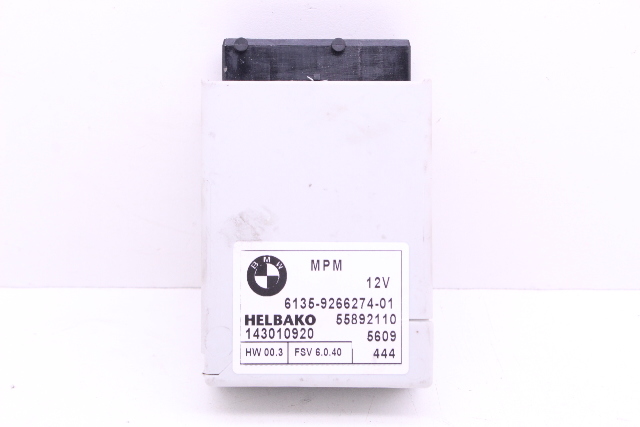 BMW
MPM
12V
6135-9266274-01
HELBAKO 55892110
143010920 5609
HW 00.3 FSV 6.0.40 444